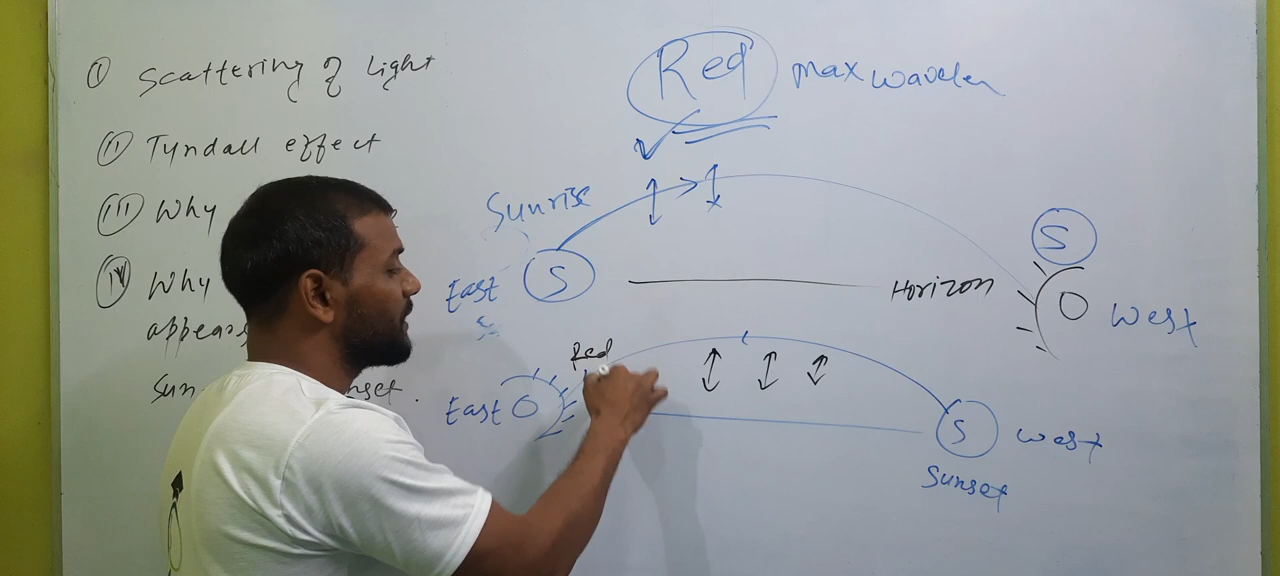 (I) Scattering of Light
(II) Tyndall effect
(III) Why
(IV) Why
appears
Sun nset.
Red max wavelen
Sunrise
S
East S Horizon
O West
Red
East O S West
Sunset